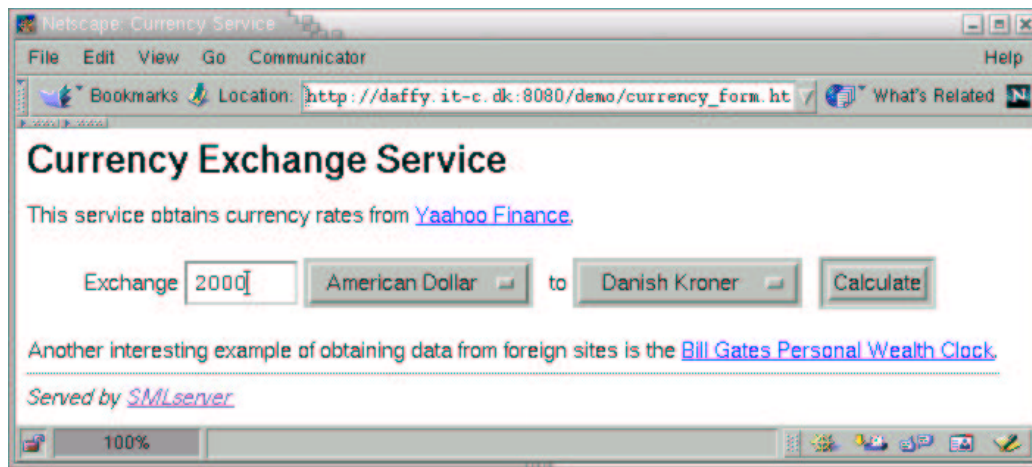 Netscape: Currency Service
File Edit View Go Communicator Help
Bookmarks Location: http://daffy.it-c.dk:8080/demo/currency_form.ht What's Related N
Currency Exchange Service
This service obtains currency rates from Yaahoo Finance.
Exchange 2000 American Dollar to Danish Kroner Calculate
Another interesting example of obtaining data from foreign sites is the Bill Gates Personal Wealth Clock.
Served by SMLserver
100%